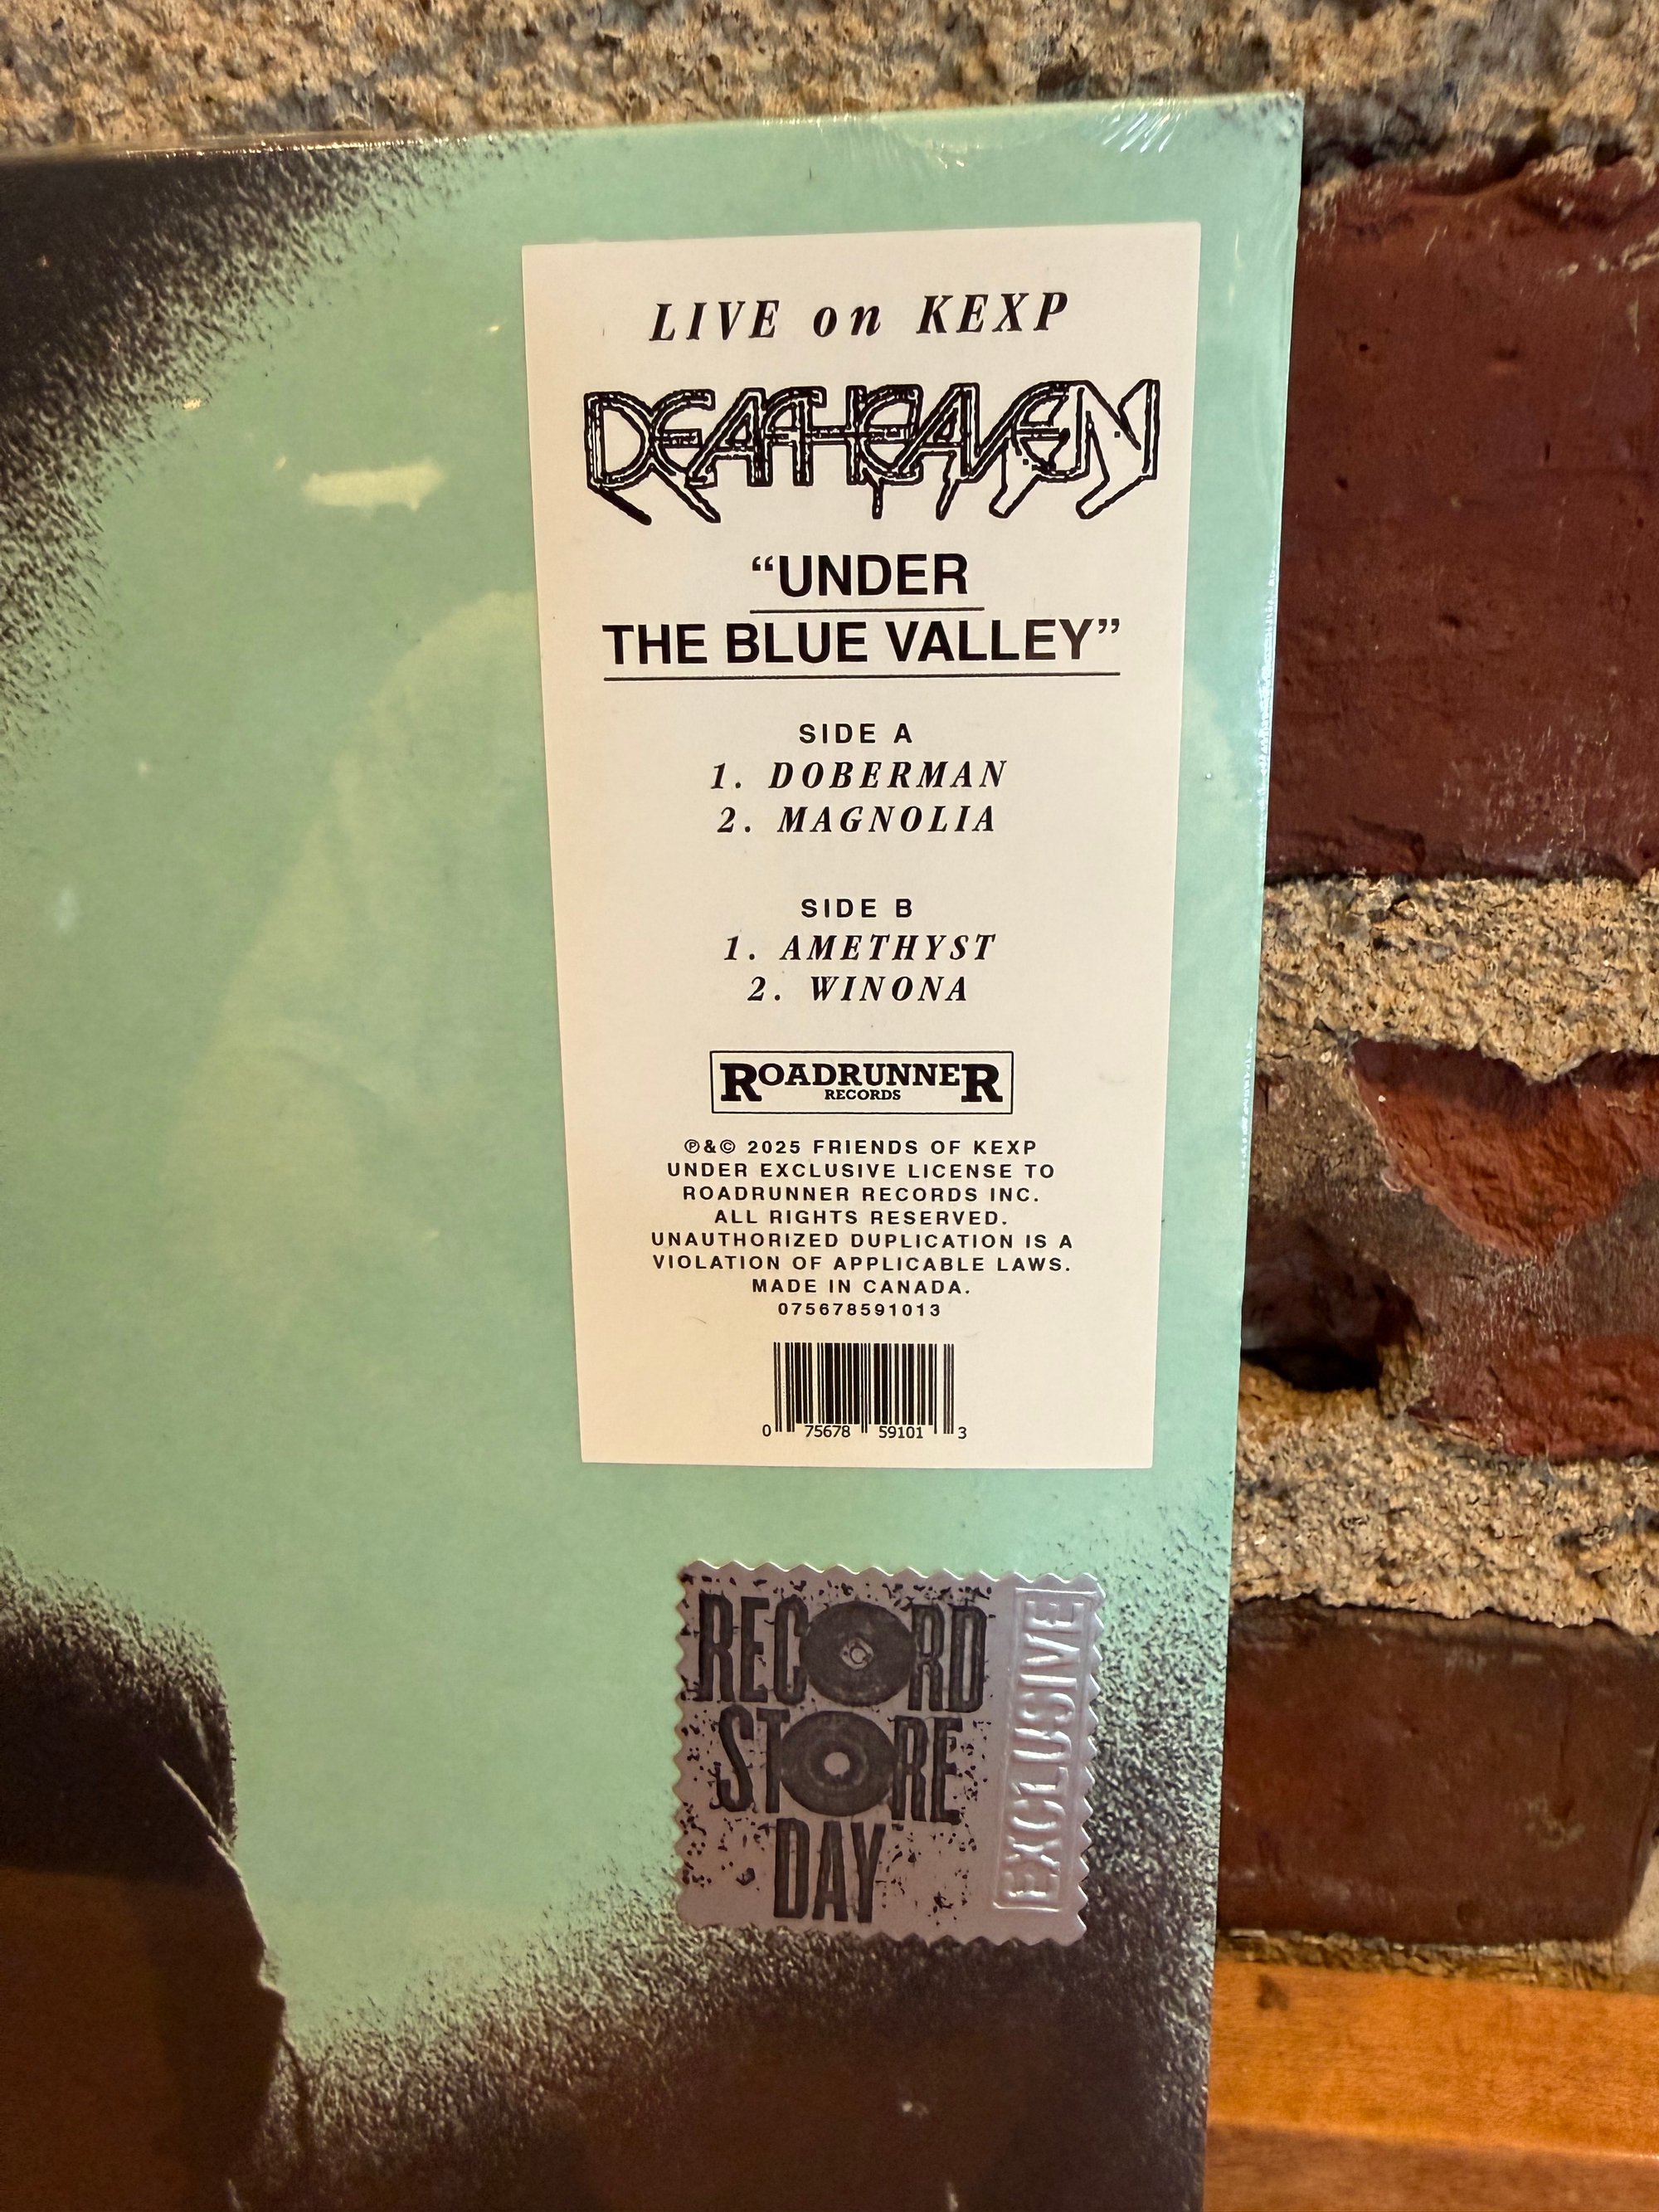 LIVE on KEXP
DEAFHEAVEN
“UNDER
THE BLUE VALLEY”
SIDE A
1. DOBERMAN
2. MAGNOLIA
SIDE B
1. AMETHYST
2. WINONA
ROADRUNNER
RECORDS
℗&© 2025 FRIENDS OF KEXP
UNDER EXCLUSIVE LICENSE TO
ROADRUNNER RECORDS INC.
ALL RIGHTS RESERVED.
UNAUTHORIZED DUPLICATION IS A
VIOLATION OF APPLICABLE LAWS.
MADE IN CANADA.
075678591013
0 75678 59101 3
RECORD
STORE
DAY
EXCLUSIVE